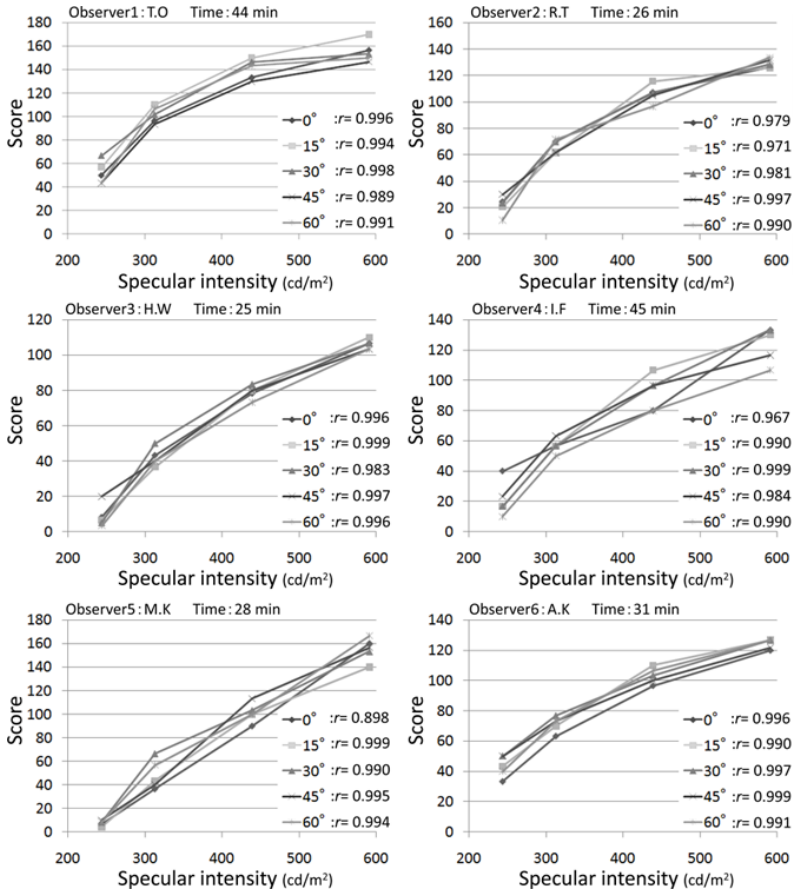 Observer1 : T.O Time : 44 min
180
160
140
120
100
80
60
40
20
0
Score
0° :r= 0.996
15° :r= 0.994
30° :r= 0.998
45° :r= 0.989
60° :r= 0.991
200 300 400 500 600
Specular intensity (cd/m²)
Observer2 : R.T Time : 26 min
160
140
120
100
80
60
40
20
0
Score
0° :r= 0.979
15° :r= 0.971
30° :r= 0.981
45° :r= 0.997
60° :r= 0.990
200 300 400 500 600
Specular intensity (cd/m²)
Observer3 : H.W Time : 25 min
120
100
80
60
40
20
0
Score
0° :r= 0.996
15° :r= 0.999
30° :r= 0.983
45° :r= 0.997
60° :r= 0.996
200 300 400 500 600
Specular intensity (cd/m²)
Observer4 : I.F Time : 45 min
140
120
100
80
60
40
20
0
Score
0° :r= 0.967
15° :r= 0.990
30° :r= 0.999
45° :r= 0.984
60° :r= 0.990
200 300 400 500 600
Specular intensity (cd/m²)
Observer5 : M.K Time : 28 min
180
160
140
120
100
80
60
40
20
0
Score
0° :r= 0.898
15° :r= 0.999
30° :r= 0.990
45° :r= 0.995
60° :r= 0.994
200 300 400 500 600
Specular intensity (cd/m²)
Observer6 : A.K Time : 31 min
140
120
100
80
60
40
20
0
Score
0° :r= 0.996
15° :r= 0.990
30° :r= 0.997
45° :r= 0.999
60° :r= 0.991
200 300 400 500 600
Specular intensity (cd/m²)